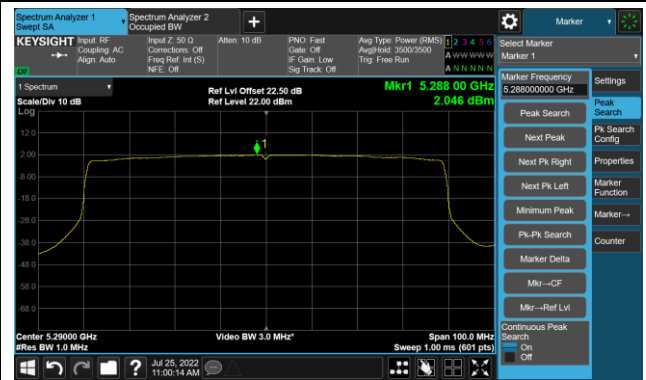 Spectrum Analyzer 1
Swept SA
Spectrum Analyzer 2
Occupied BW
Marker
KEYSIGHT
Input: RF
Coupling: AC
Align: Auto
Input Z: 50 Ω
Corrections: Off
Freq Ref: Int (S)
NFE: Off
Atten: 10 dB
PNO: Fast
Gate: Off
IF Gain: Low
Sig Track: Off
Avg Type: Power (RMS)
Avg|Hold: 3500/3500
Trig: Free Run
1 2 3 4 5 6
A W W W W W
A N N N N N
LXI
Select Marker
Marker 1
Marker Frequency
5.288000000 GHz
Settings
Peak Search
Next Peak
Next Pk Right
Next Pk Left
Minimum Peak
Pk-Pk Search
Marker Delta
Mkr→CF
Mkr→Ref Lvl
Continuous Peak
Search
On
Off
Peak
Search
Pk Search
Config
Properties
Marker
Function
Marker→
Counter
1 Spectrum
Scale/Div 10 dB
Log
Ref Lvl Offset 22.50 dB
Ref Level 22.00 dBm
Mkr1 5.288 00 GHz
2.046 dBm
1
12.0
2.00
-8.00
-18.0
-28.0
-38.0
-48.0
-58.0
-68.0
Center 5.29000 GHz
#Res BW 1.0 MHz
Video BW 3.0 MHz*
Span 100.0 MHz
Sweep 1.00 ms (601 pts)
?
Jul 25, 2022
11:00:14 AM